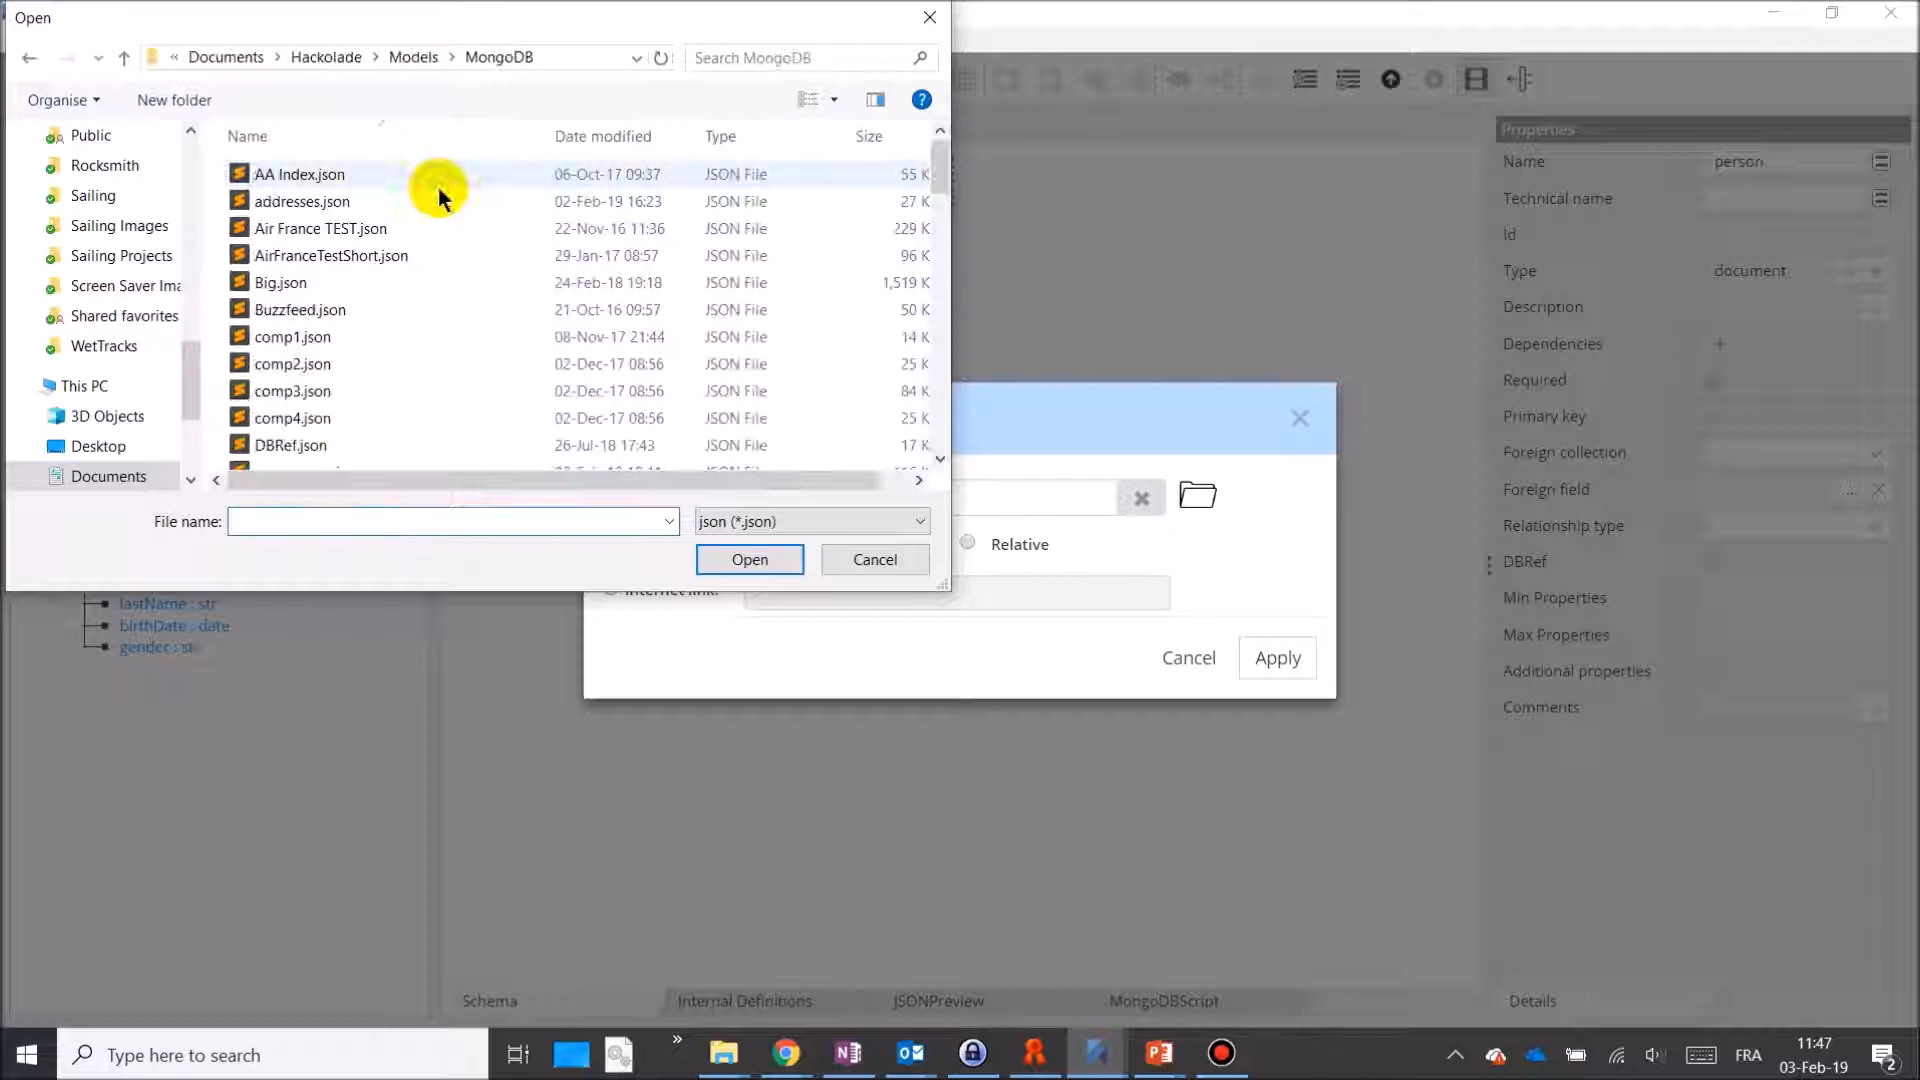 Open
Documents > Hackolade > Models > MongoDB
Search MongoDB
Organise
New folder
Name Date modified Type Size
Public
Rocksmith
Sailing
Sailing Images
Sailing Projects
Screen Saver Ima
Shared favorites
WetTracks
This PC
3D Objects
Desktop
Documents
AA Index.json 06-Oct-17 09:37 JSON File 55 K
addresses.json 02-Feb-19 16:23 JSON File 27 K
Air France TEST.json 22-Nov-16 11:36 JSON File 229 K
AirFranceTestShort.json 29-Jan-17 08:57 JSON File 96 K
Big.json 24-Feb-18 19:18 JSON File 1,519 K
Buzzfeed.json 21-Oct-16 09:57 JSON File 50 K
comp1.json 08-Nov-17 21:44 JSON File 14 K
comp2.json 02-Dec-17 08:56 JSON File 25 K
comp3.json 02-Dec-17 08:56 JSON File 84 K
comp4.json 02-Dec-17 08:56 JSON File 25 K
DBRef.json 26-Jul-18 17:43 JSON File 17 K
File name:
json (*.json)
Open
Cancel
lastName : str
birthDate : date
gender : str
Relative
Internet link:
Cancel
Apply
Properties
Name person
Technical name
Id
Type document
Description
Dependencies +
Required
Primary key
Foreign collection
Foreign field ...
Relationship type
DBRef
Min Properties
Max Properties
Additional properties
Comments
Schema
Internal Definitions
JSONPreview
MongoDBScript
Details
Type here to search
FRA
11:47
03-Feb-19
2